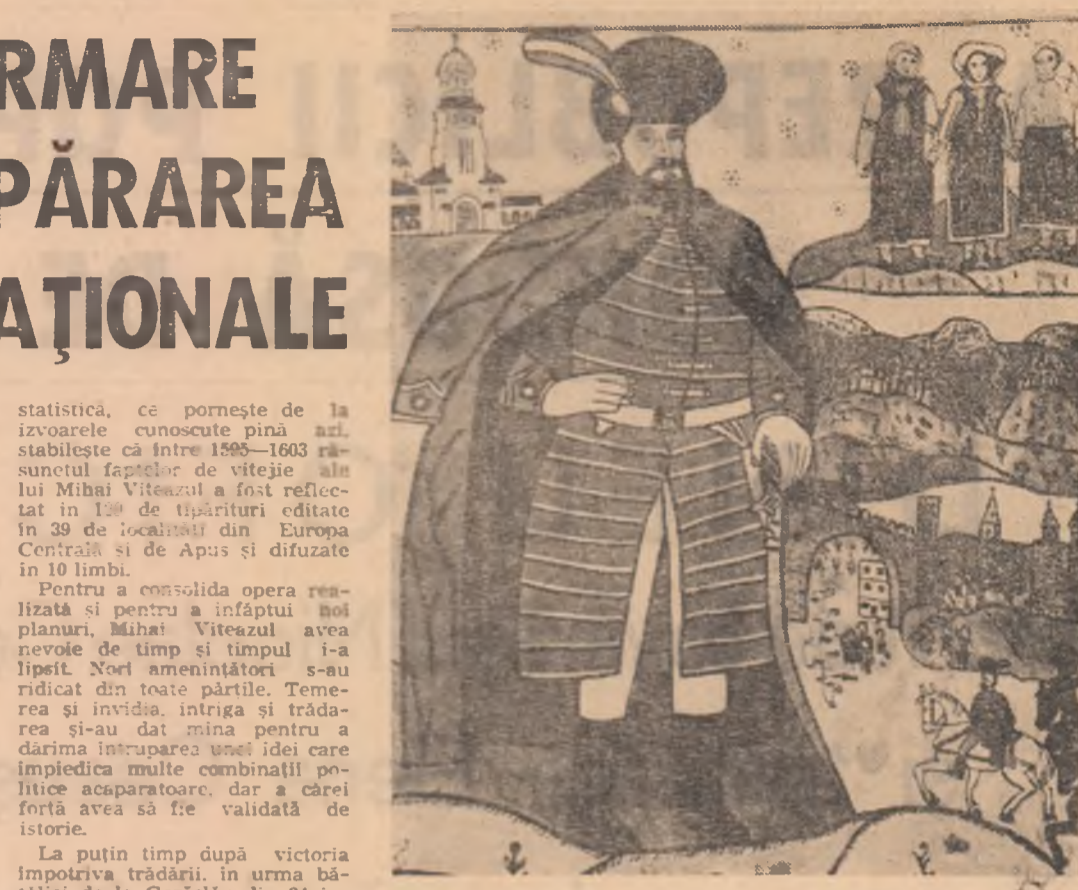 RMARE
PĂRAREA
AȚIONALE
statistică, ce pornește de la
izvoarele cunoscute pînă azi,
stabilește că între 1595—1603 ră-
sunetul faptelor de vitejie ale
lui Mihai Viteazul a fost reflec-
tat în de tipărituri editate
în 39 de localități din Europa
Centrală și de Apus și difuzate
în 10 limbi.
Pentru a consolida opera rea-
lizată și pentru a înfăptui noi
planuri, Mihai Viteazul avea
nevoie de timp și timpul i-a
lipsit. Nori amenințători s-au
ridicat din toate părțile. Teme-
rea și invidia, intriga și trăda-
rea și-au dat mîna pentru a
dărîma întruparea unei idei care
împiedica multe combinații po-
litice acaparatoare, dar a cărei
forță avea să fie validată de
istorie.
La puțin timp după victoria
împotriva trădării, în urma bă-